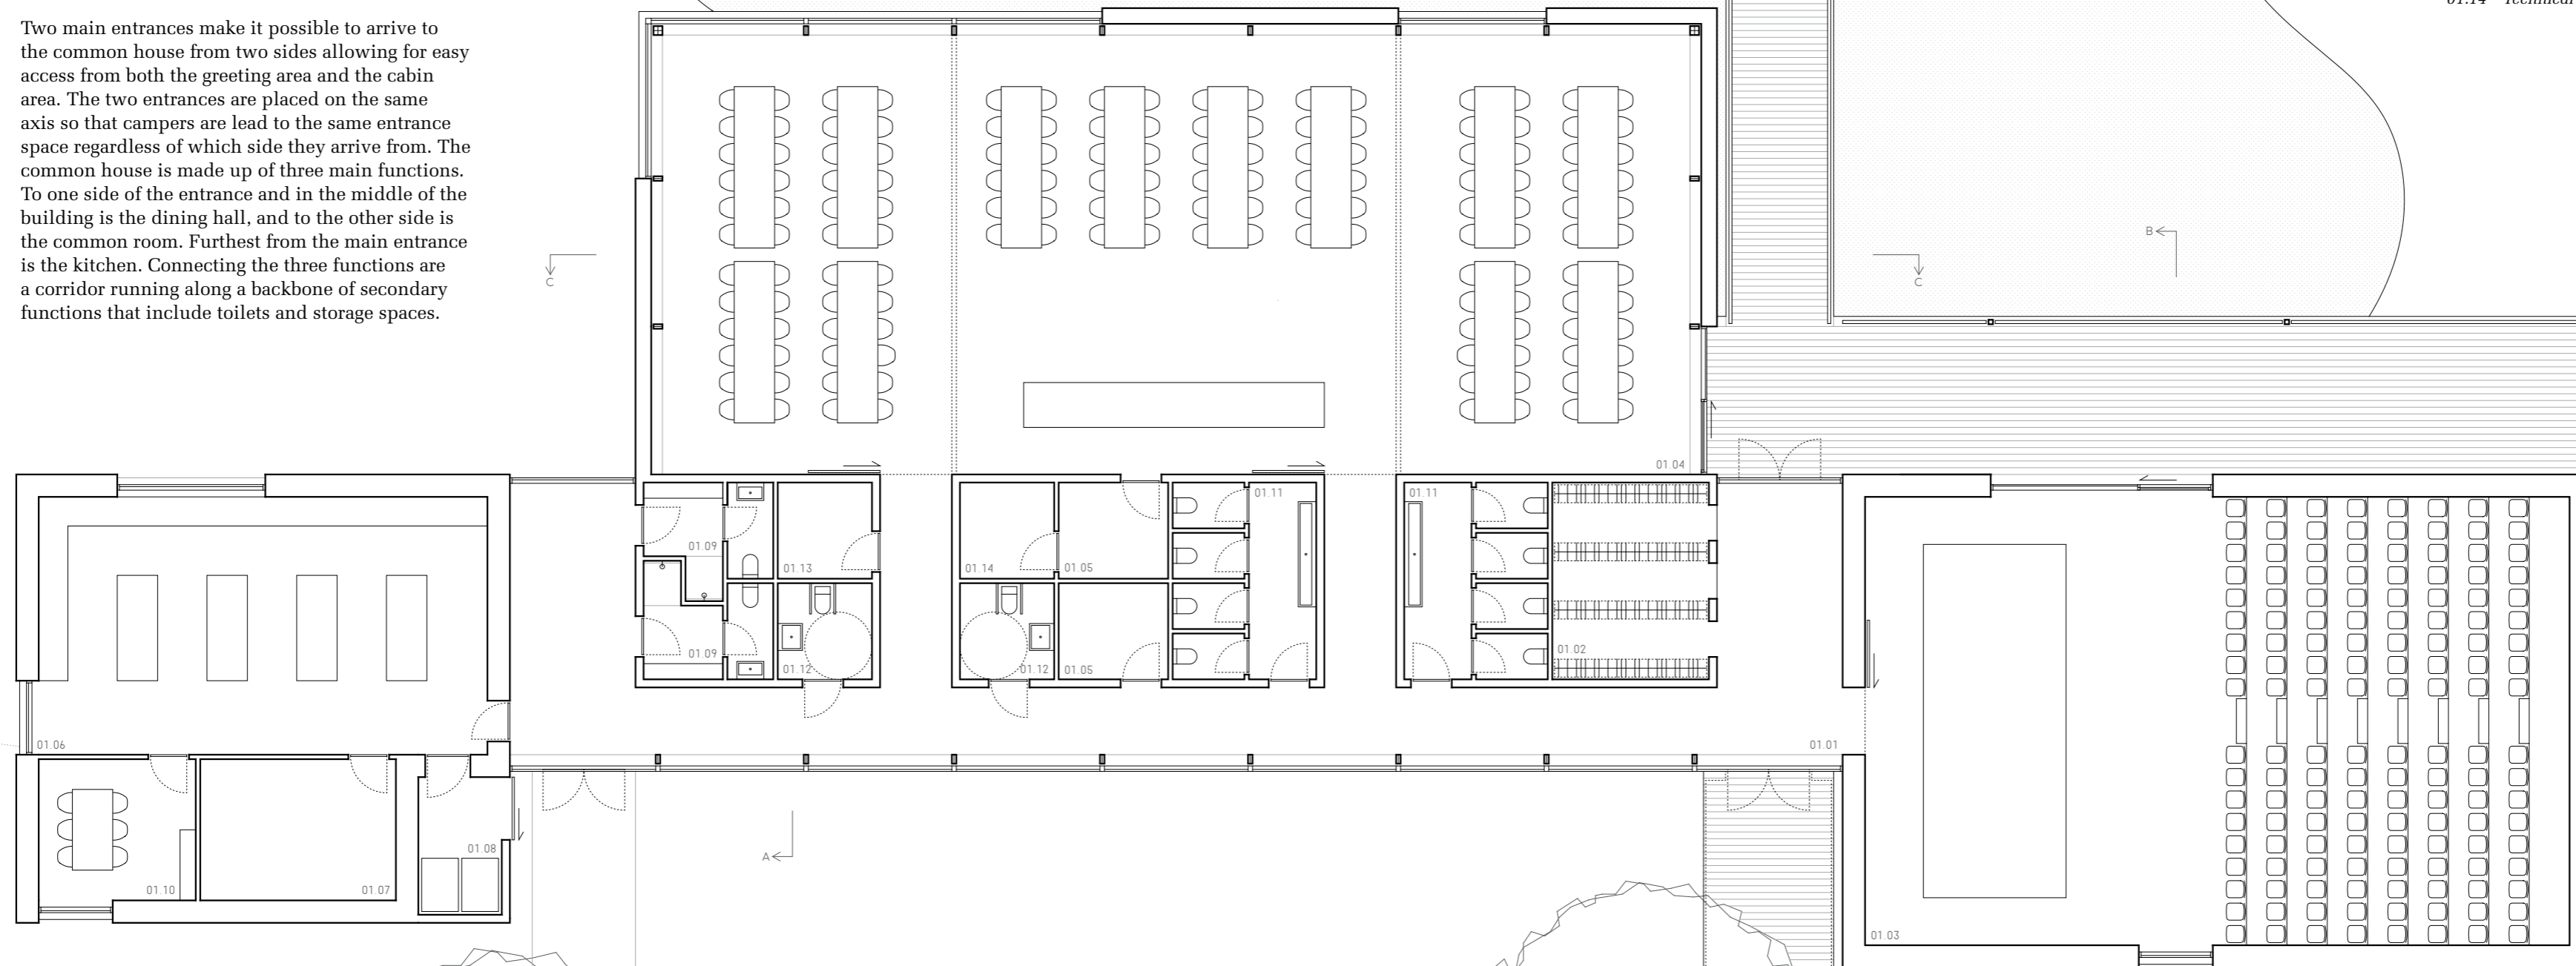 Two main entrances make it possible to arrive to
the common house from two sides allowing for easy
access from both the greeting area and the cabin
area. The two entrances are placed on the same
axis so that campers are lead to the same entrance
space regardless of which side they arrive from. The
common house is made up of three main functions.
To one side of the entrance and in the middle of the
building is the dining hall, and to the other side is
the common room. Furthest from the main entrance
is the kitchen. Connecting the three functions are
a corridor running along a backbone of secondary
functions that include toilets and storage spaces.
01.14 Technical
B
C
C
01.04
01.11
01.11
01.09
01.13
01.14
01.05
01.09
01.12
01.12
01.05
01.02
01.06
01.01
01.08
A
01.10
01.07
01.03